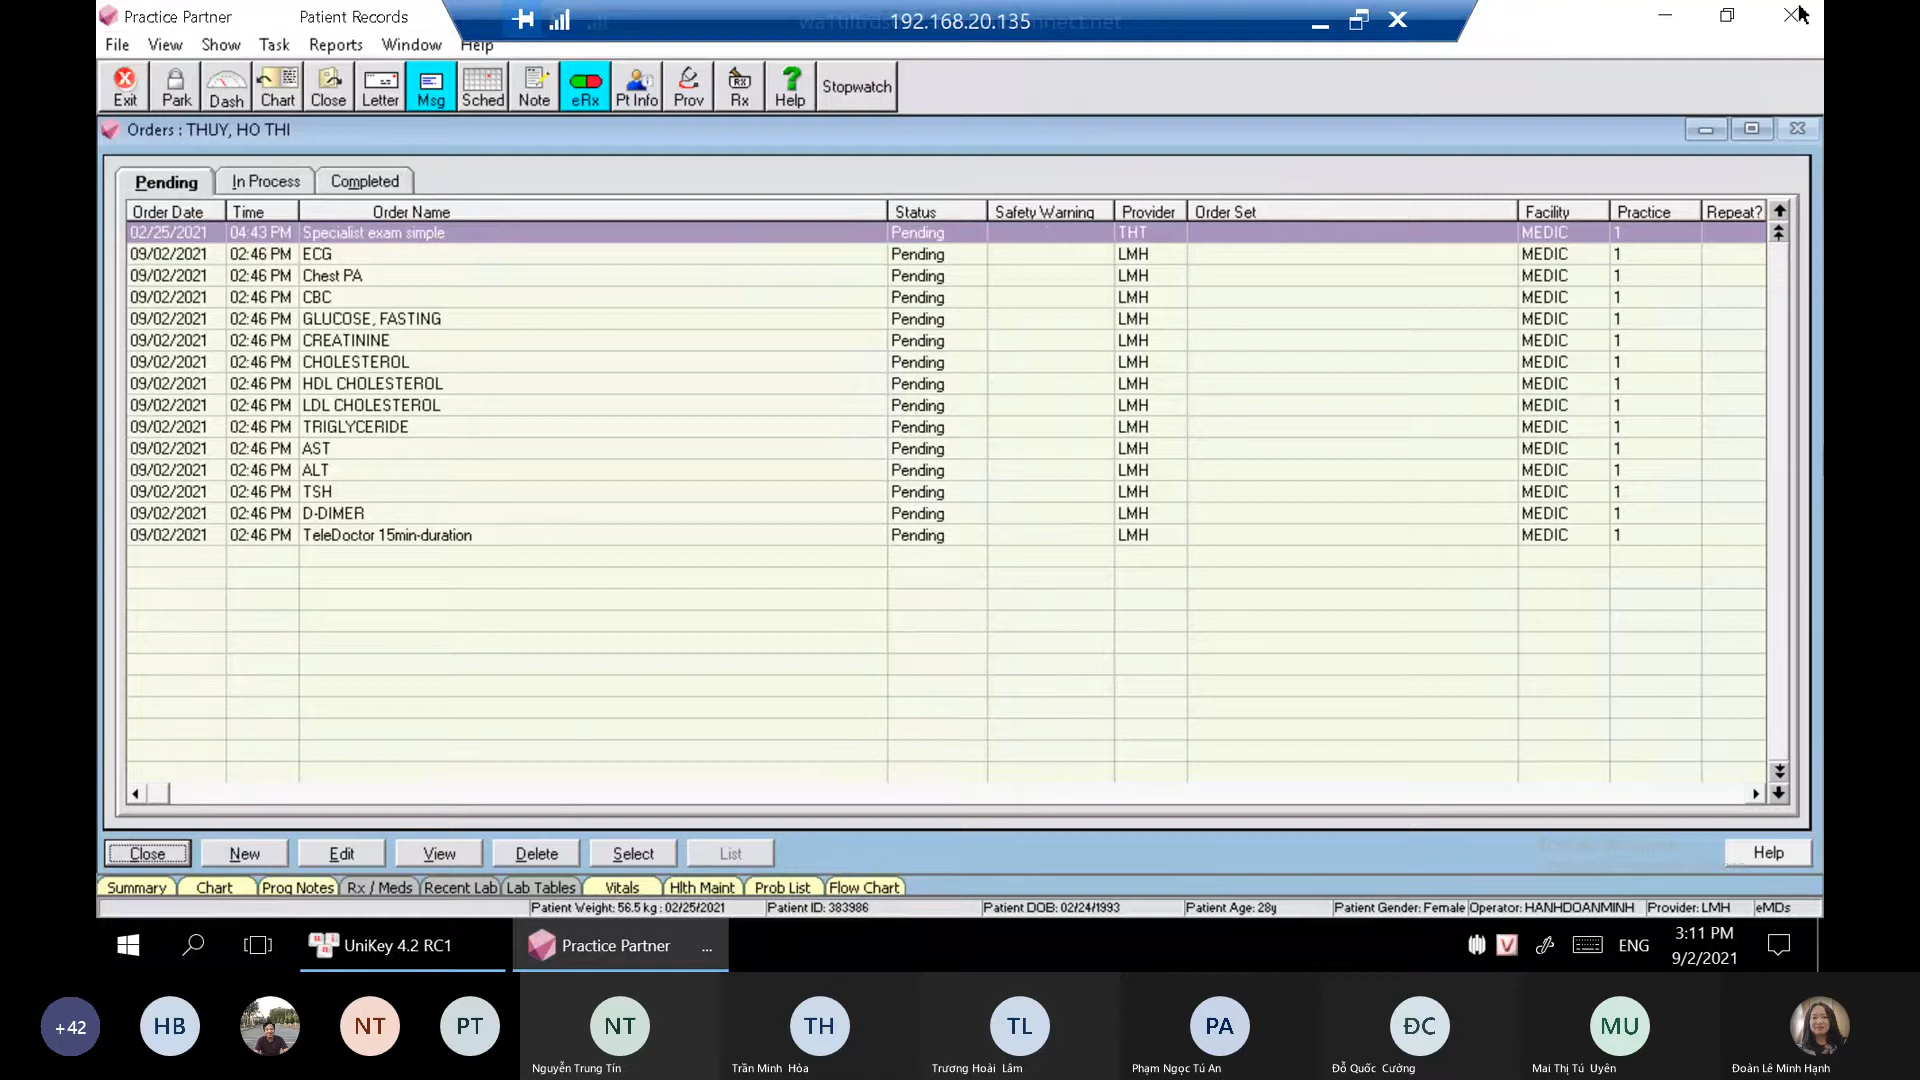 Practice Partner Patient Records 192.168.20.135
File View Show Task Reports Window Help
Exit Park Dash Chart Close Letter Msg Sched Note eRx Pt Info Prov Rx Help Stopwatch
Orders : THUY, HO THI
Pending In Process Completed
Order Date Time Order Name Status Safety Warning Provider Order Set Facility Practice Repeat?
02/25/2021 04:43 PM Specialist exam simple Pending THT MEDIC 1
09/02/2021 02:46 PM ECG Pending LMH MEDIC 1
09/02/2021 02:46 PM Chest PA Pending LMH MEDIC 1
09/02/2021 02:46 PM CBC Pending LMH MEDIC 1
09/02/2021 02:46 PM GLUCOSE, FASTING Pending LMH MEDIC 1
09/02/2021 02:46 PM CREATININE Pending LMH MEDIC 1
09/02/2021 02:46 PM CHOLESTEROL Pending LMH MEDIC 1
09/02/2021 02:46 PM HDL CHOLESTEROL Pending LMH MEDIC 1
09/02/2021 02:46 PM LDL CHOLESTEROL Pending LMH MEDIC 1
09/02/2021 02:46 PM TRIGLYCERIDE Pending LMH MEDIC 1
09/02/2021 02:46 PM AST Pending LMH MEDIC 1
09/02/2021 02:46 PM ALT Pending LMH MEDIC 1
09/02/2021 02:46 PM TSH Pending LMH MEDIC 1
09/02/2021 02:46 PM D-DIMER Pending LMH MEDIC 1
09/02/2021 02:46 PM TeleDoctor 15min-duration Pending LMH MEDIC 1
Close New Edit View Delete Select List Help
Summary Chart Prog Notes Rx / Meds Recent Lab Lab Tables Vitals Hlth Maint Prob List Flow Chart
Patient Weight: 56.5 kg : 02/25/2021 Patient ID: 383986 Patient DOB: 02/24/1993 Patient Age: 28y Patient Gender: Female Operator: HANHDOANMINH Provider: LMH eMDs
UniKey 4.2 RC1 Practice Partner ... V ENG 3:11 PM
9/2/2021
+42 HB NT PT NT TH TL PA ĐC MU
Nguyễn Trung Tín Trần Minh Hòa Trương Hoài Lâm Phạm Ngọc Tú An Đỗ Quốc Cường Mai Thị Tú Uyên Đoàn Lê Minh Hạnh